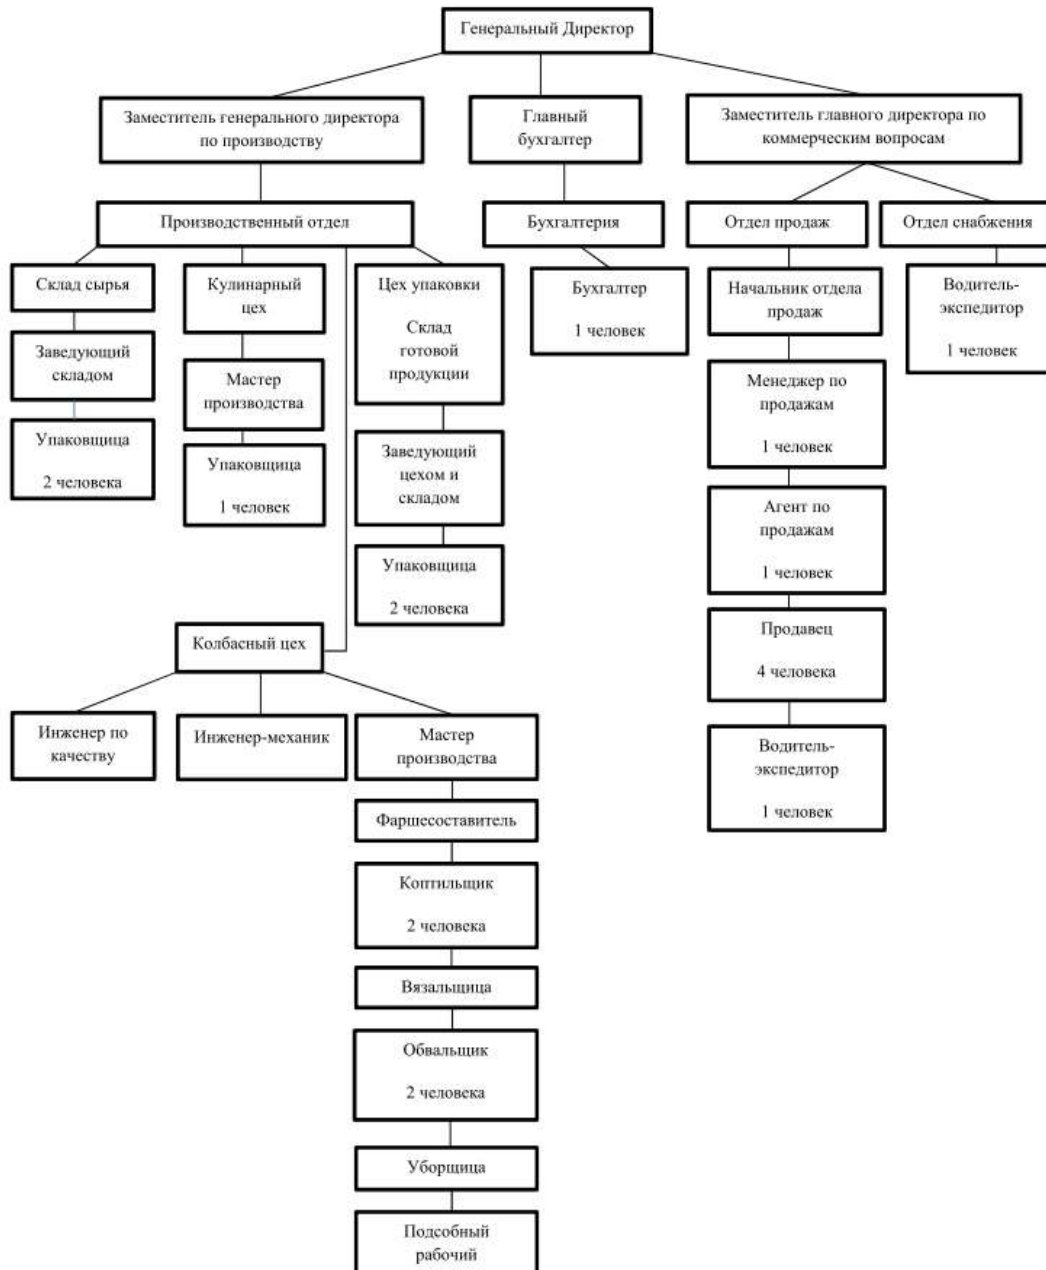 Генеральный Директор
Заместитель генерального директора
по производству
Главный
бухгалтер
Заместитель главного директора по
коммерческим вопросам
Производственный отдел
Бухгалтерия
Отдел продаж
Отдел снабжения
Склад сырья
Заведующий
складом
Упаковщица
2 человека
Кулинарный
цех
Мастер
производства
Упаковщица
1 человек
Цех упаковки
Склад
готовой
продукции
Заведующий
цехом и
складом
Упаковщица
2 человека
Бухгалтер
1 человек
Начальник отдела
продаж
Менеджер по
продажам
1 человек
Агент по
продажам
1 человек
Продавец
4 человека
Водитель-
экспедитор
1 человек
Водитель-
экспедитор
1 человек
Колбасный цех
Инженер по
качеству
Инженер-механик
Мастер
производства
Фаршесоставитель
Коптильщик
2 человека
Вязальщица
Обвальщик
2 человека
Уборщица
Подсобный
рабочий